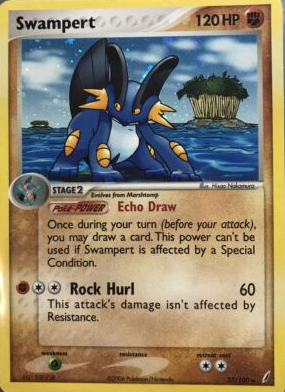 Swampert 120 HP
Illus. Hisao Nakamura
STAGE 2 Evolves from Marshtomp
Poké-POWER Echo Draw
Once during your turn (before your attack),
you may draw a card. This power can't be
used if Swampert is affected by a Special
Condition.
Rock Hurl 60
This attack's damage isn't affected by
Resistance.
weakness resistance retreat cost
©2006 Pokémon/Nintendo